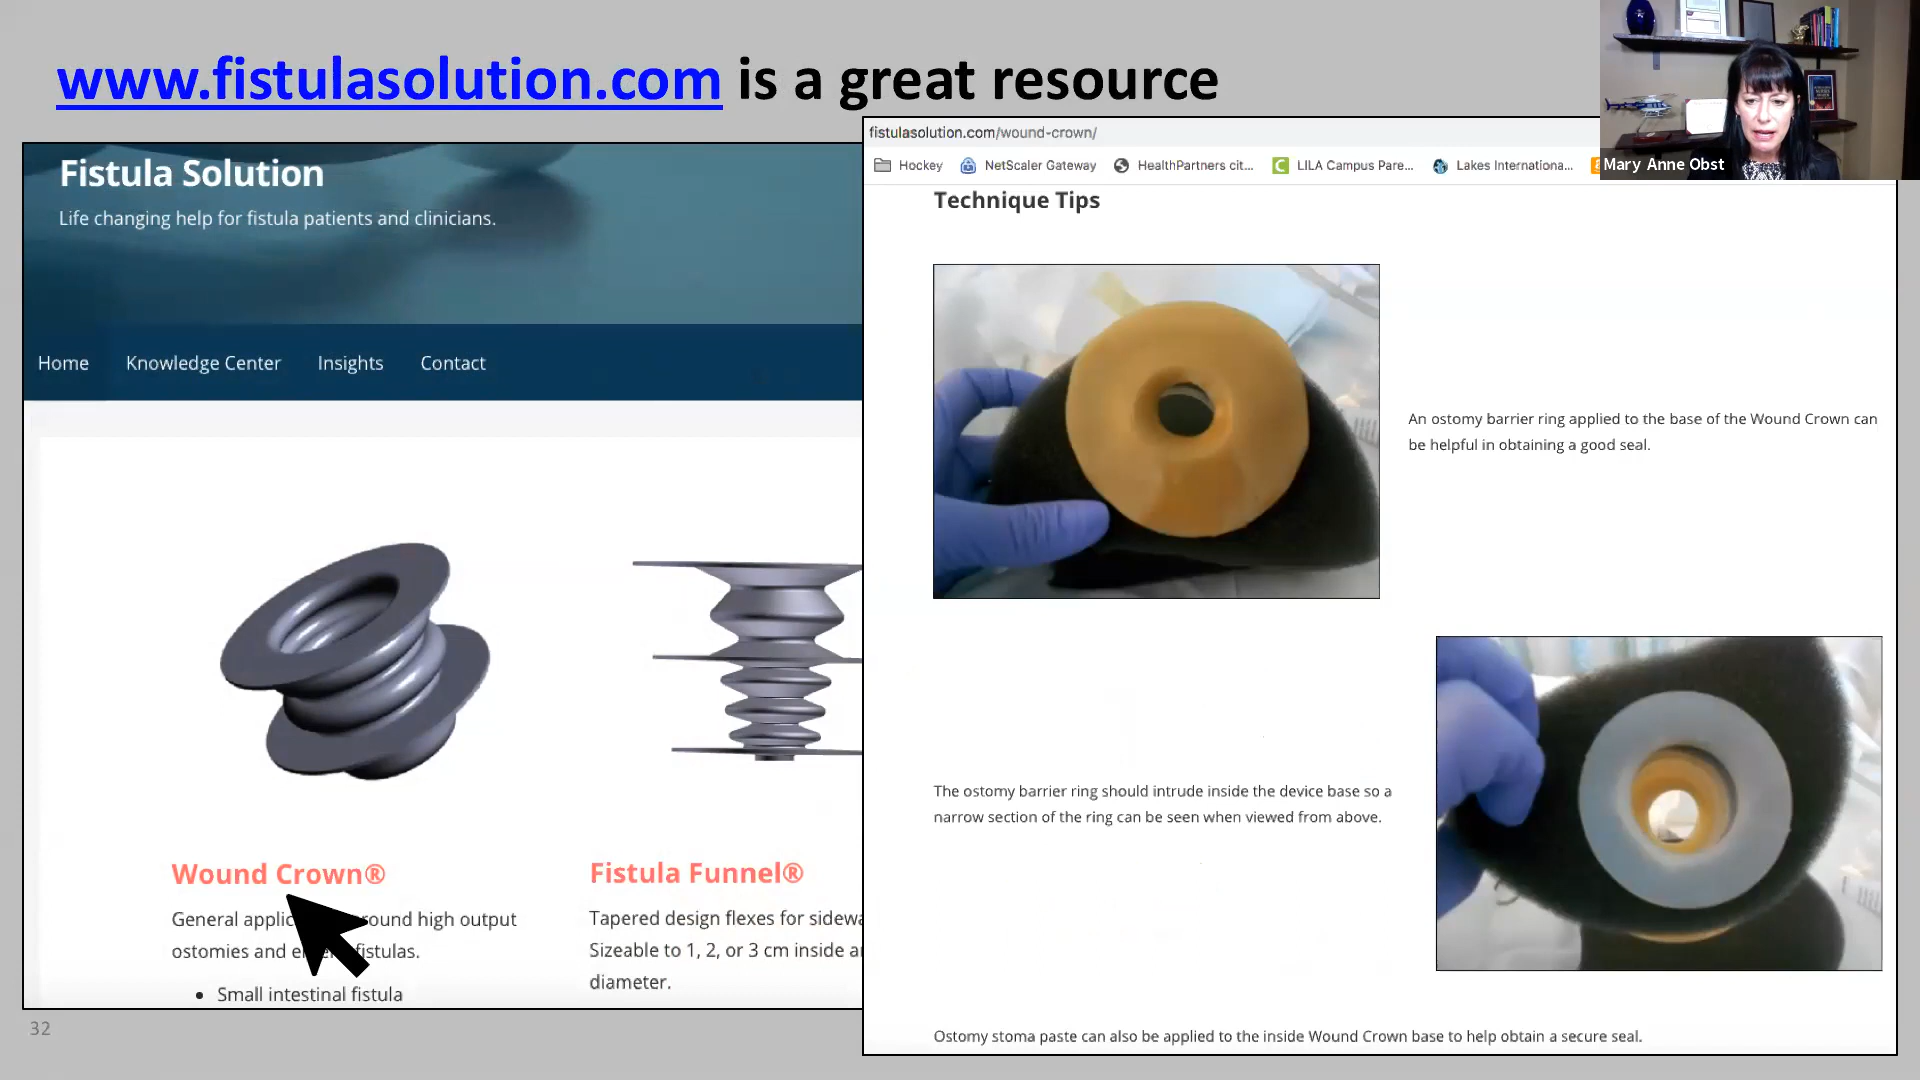 www.fistulasolution.com is a great resource
Fistula Solution
Life changing help for fistula patients and clinicians.
Home Knowledge Center Insights Contact
Wound Crown®
General applic round high output
ostomies and e fistulas.
Small intestinal fistula
Fistula Funnel®
Tapered design flexes for sidewa
Sizeable to 1, 2, or 3 cm inside a
diameter.
fistulasolution.com/wound-crown/
Hockey NetScaler Gateway HealthPartners cit... LILA Campus Pare... Lakes Internationa...
Mary Anne Obst
Technique Tips
An ostomy barrier ring applied to the base of the Wound Crown can
be helpful in obtaining a good seal.
The ostomy barrier ring should intrude inside the device base so a
narrow section of the ring can be seen when viewed from above.
Ostomy stoma paste can also be applied to the inside Wound Crown base to help obtain a secure seal.
32